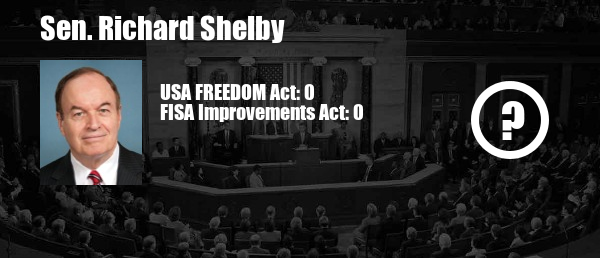 Sen. Richard Shelby
USA FREEDOM Act: 0
FISA Improvements Act: 0
?